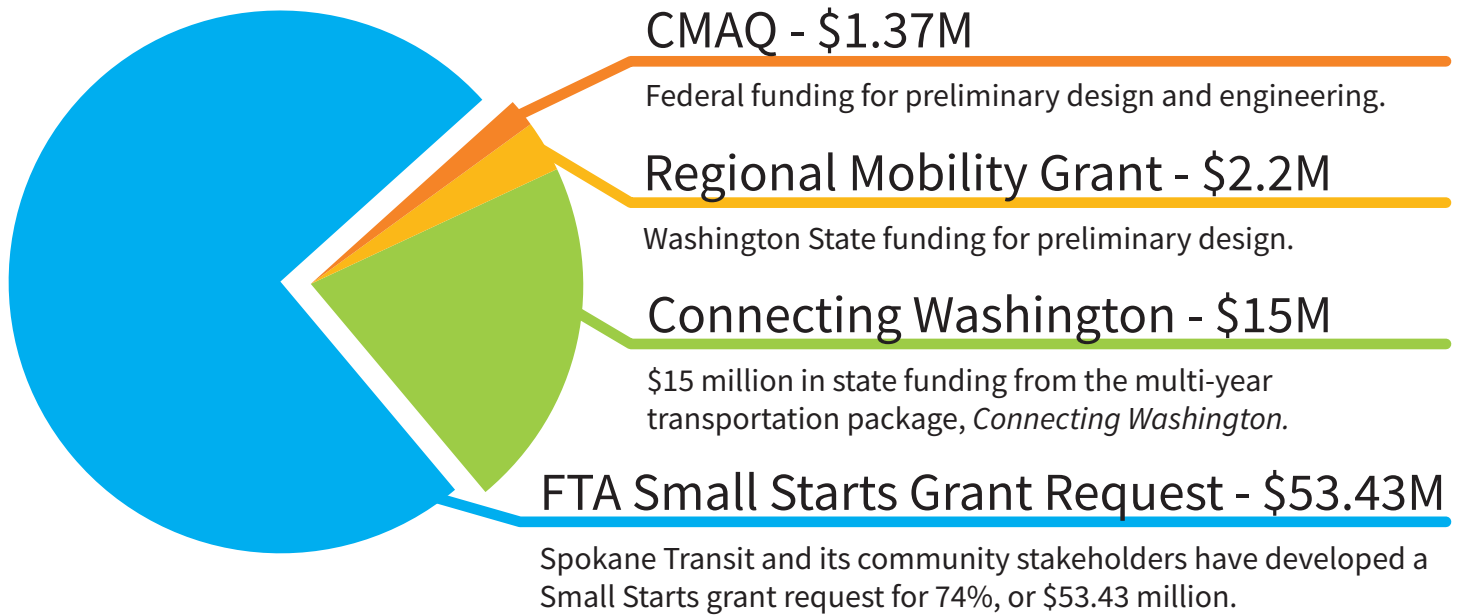 CMAQ - $1.37M
Federal funding for preliminary design and engineering.
Regional Mobility Grant - $2.2M
Washington State funding for preliminary design.
Connecting Washington - $15M
$15 million in state funding from the multi-year
transportation package, Connecting Washington.
FTA Small Starts Grant Request - $53.43M
Spokane Transit and its community stakeholders have developed a
Small Starts grant request for 74%, or $53.43 million.